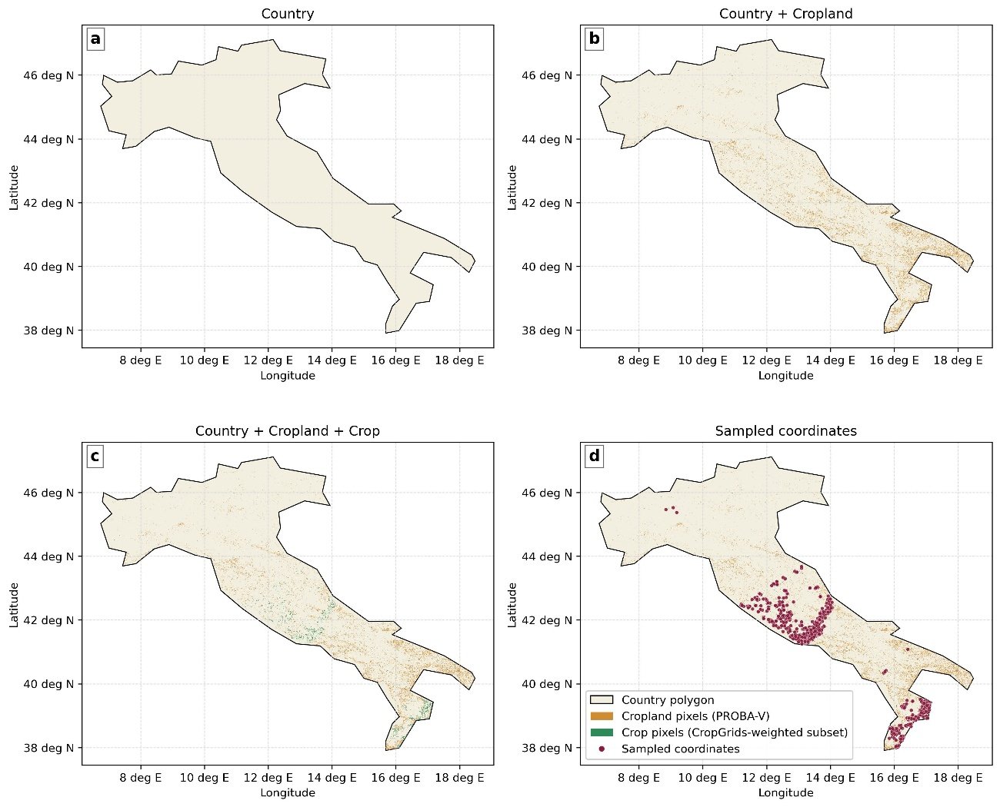 Country
a
46 deg N
44 deg N
42 deg N
40 deg N
38 deg N
Latitude
8 deg E 10 deg E 12 deg E 14 deg E 16 deg E 18 deg E
Longitude
Country + Cropland
b
46 deg N
44 deg N
42 deg N
40 deg N
38 deg N
Latitude
8 deg E 10 deg E 12 deg E 14 deg E 16 deg E 18 deg E
Longitude
Country + Cropland + Crop
c
46 deg N
44 deg N
42 deg N
40 deg N
38 deg N
Latitude
8 deg E 10 deg E 12 deg E 14 deg E 16 deg E 18 deg E
Longitude
Sampled coordinates
d
46 deg N
44 deg N
42 deg N
40 deg N
38 deg N
Latitude
Country polygon
Cropland pixels (PROBA-V)
Crop pixels (CropGrids-weighted subset)
Sampled coordinates
8 deg E 10 deg E 12 deg E 14 deg E 16 deg E 18 deg E
Longitude